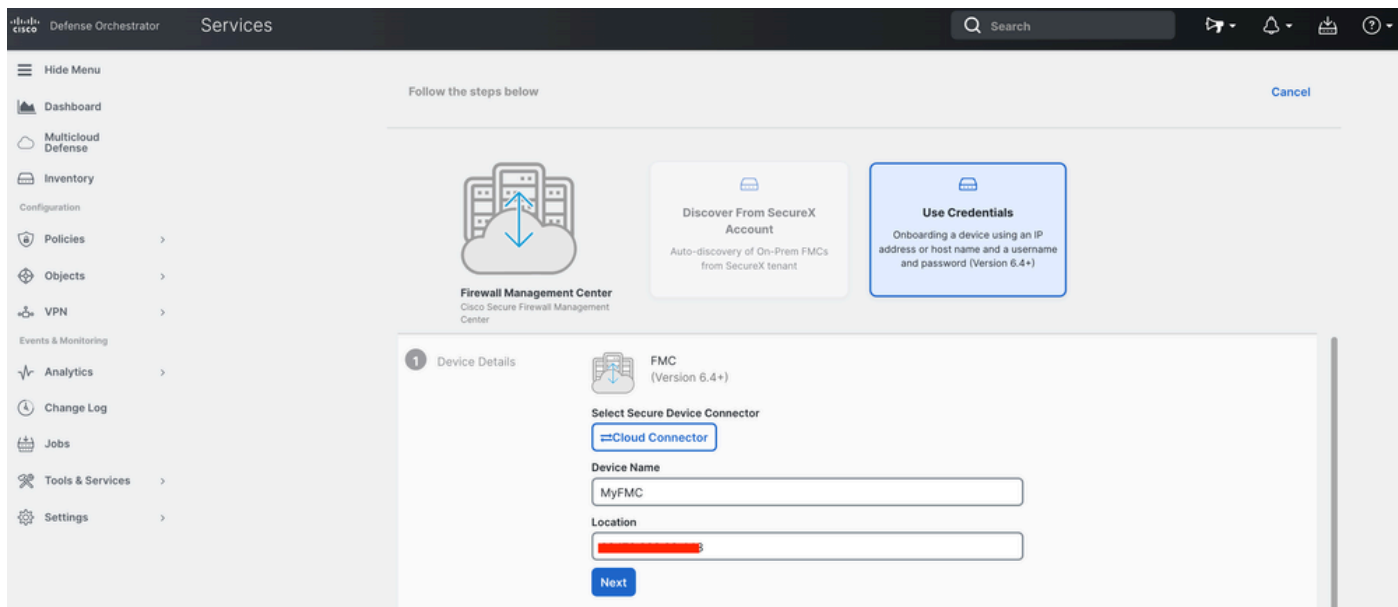 CISCO Defense Orchestrator Services
Search
Hide Menu
Dashboard
Multicloud
Defense
Inventory
Configuration
Policies
Objects
VPN
Events & Monitoring
Analytics
Change Log
Jobs
Tools & Services
Settings
Follow the steps below
Cancel
Firewall Management Center
Cisco Secure Firewall Management
Center
Discover From SecureX
Account
Auto-discovery of On-Prem FMCs
from SecureX tenant
Use Credentials
Onboarding a device using an IP
address or host name and a username
and password (Version 6.4+)
1 Device Details
FMC
(Version 6.4+)
Select Secure Device Connector
Cloud Connector
Device Name
MyFMC
Location
Next